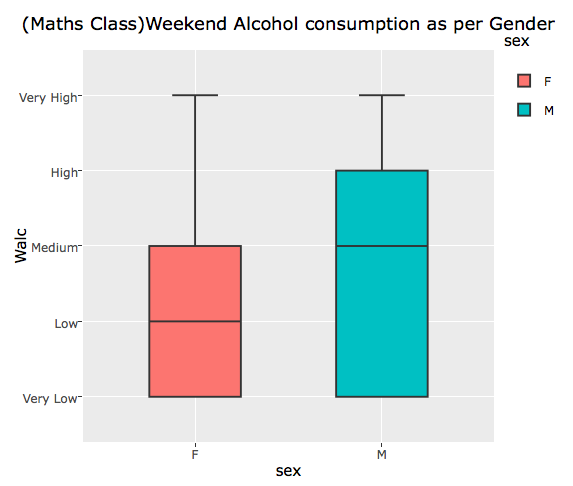 (Maths Class)Weekend Alcohol consumption as per Gender
sex
F
M
Very High
High
Medium
Low
Very Low
Walc
F
M
sex